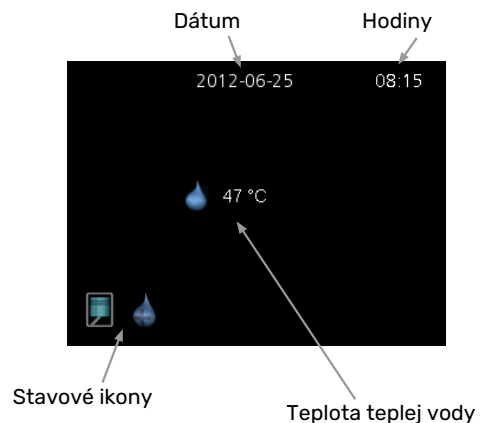 Dátum Hodiny
2012-06-25 08:15
47 °C
Stavové ikony
Teplota teplej vody